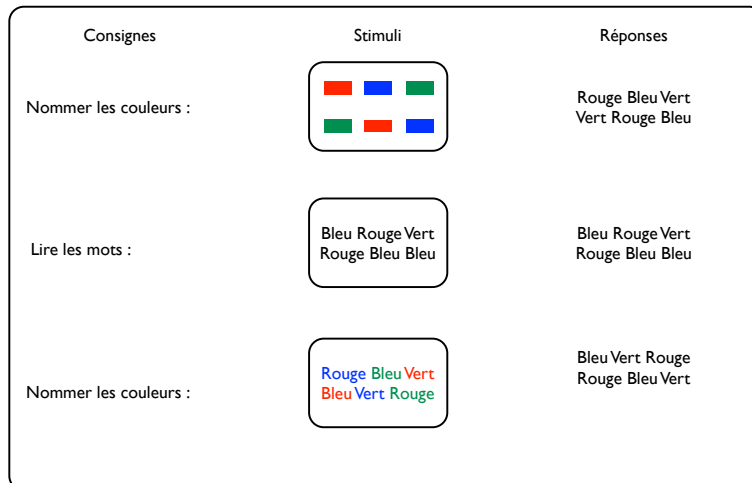 Consignes Stimuli Réponses
Nommer les couleurs :
Rouge Bleu Vert
Vert Rouge Bleu
Lire les mots :
Bleu Rouge Vert
Rouge Bleu Bleu
Bleu Rouge Vert
Rouge Bleu Bleu
Nommer les couleurs :
Rouge Bleu Vert
Bleu Vert Rouge
Bleu Vert Rouge
Rouge Bleu Vert